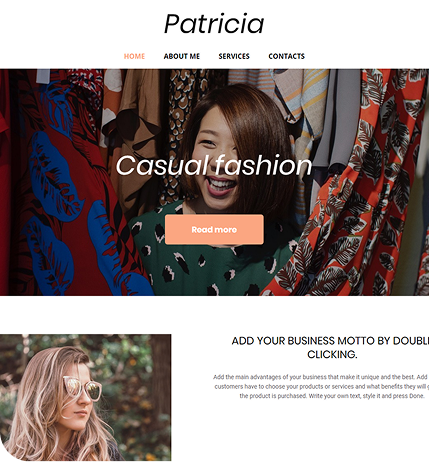 Patricia
HOME ABOUT ME SERVICES CONTACTS
Casual fashion
Read more
ADD YOUR BUSINESS MOTTO BY DOUBL
CLICKING.
Add the main advantages of your business that make it unique and the best. Add
customers have to choose your products or services and what benefits they will
the product is purchased. Write your own text, style it and press Done.